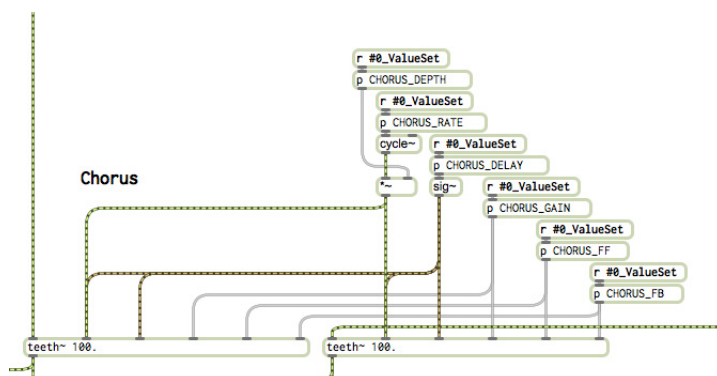 r #0_ValueSet
p CHORUS_DEPTH
r #0_ValueSet
p CHORUS_RATE
cycle~
r #0_ValueSet
p CHORUS_DELAY
Chorus
*~
sig~
r #0_ValueSet
p CHORUS_GAIN
r #0_ValueSet
p CHORUS_FF
r #0_ValueSet
p CHORUS_FB
teeth~ 100.
teeth~ 100.